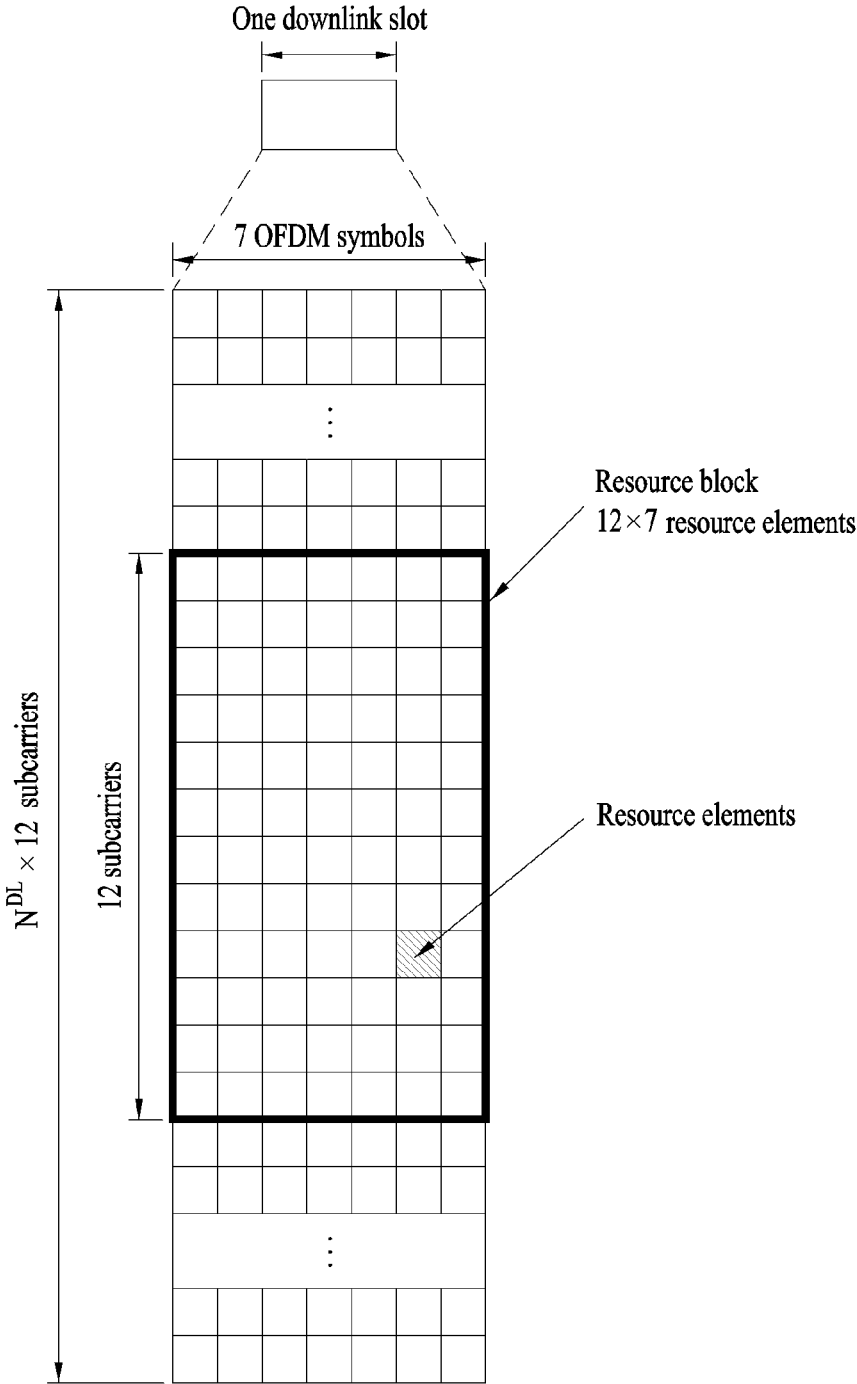 One downlink slot
7 OFDM symbols
Resource block
12×7 resource elements
N^DL × 12 subcarriers
12 subcarriers
Resource elements